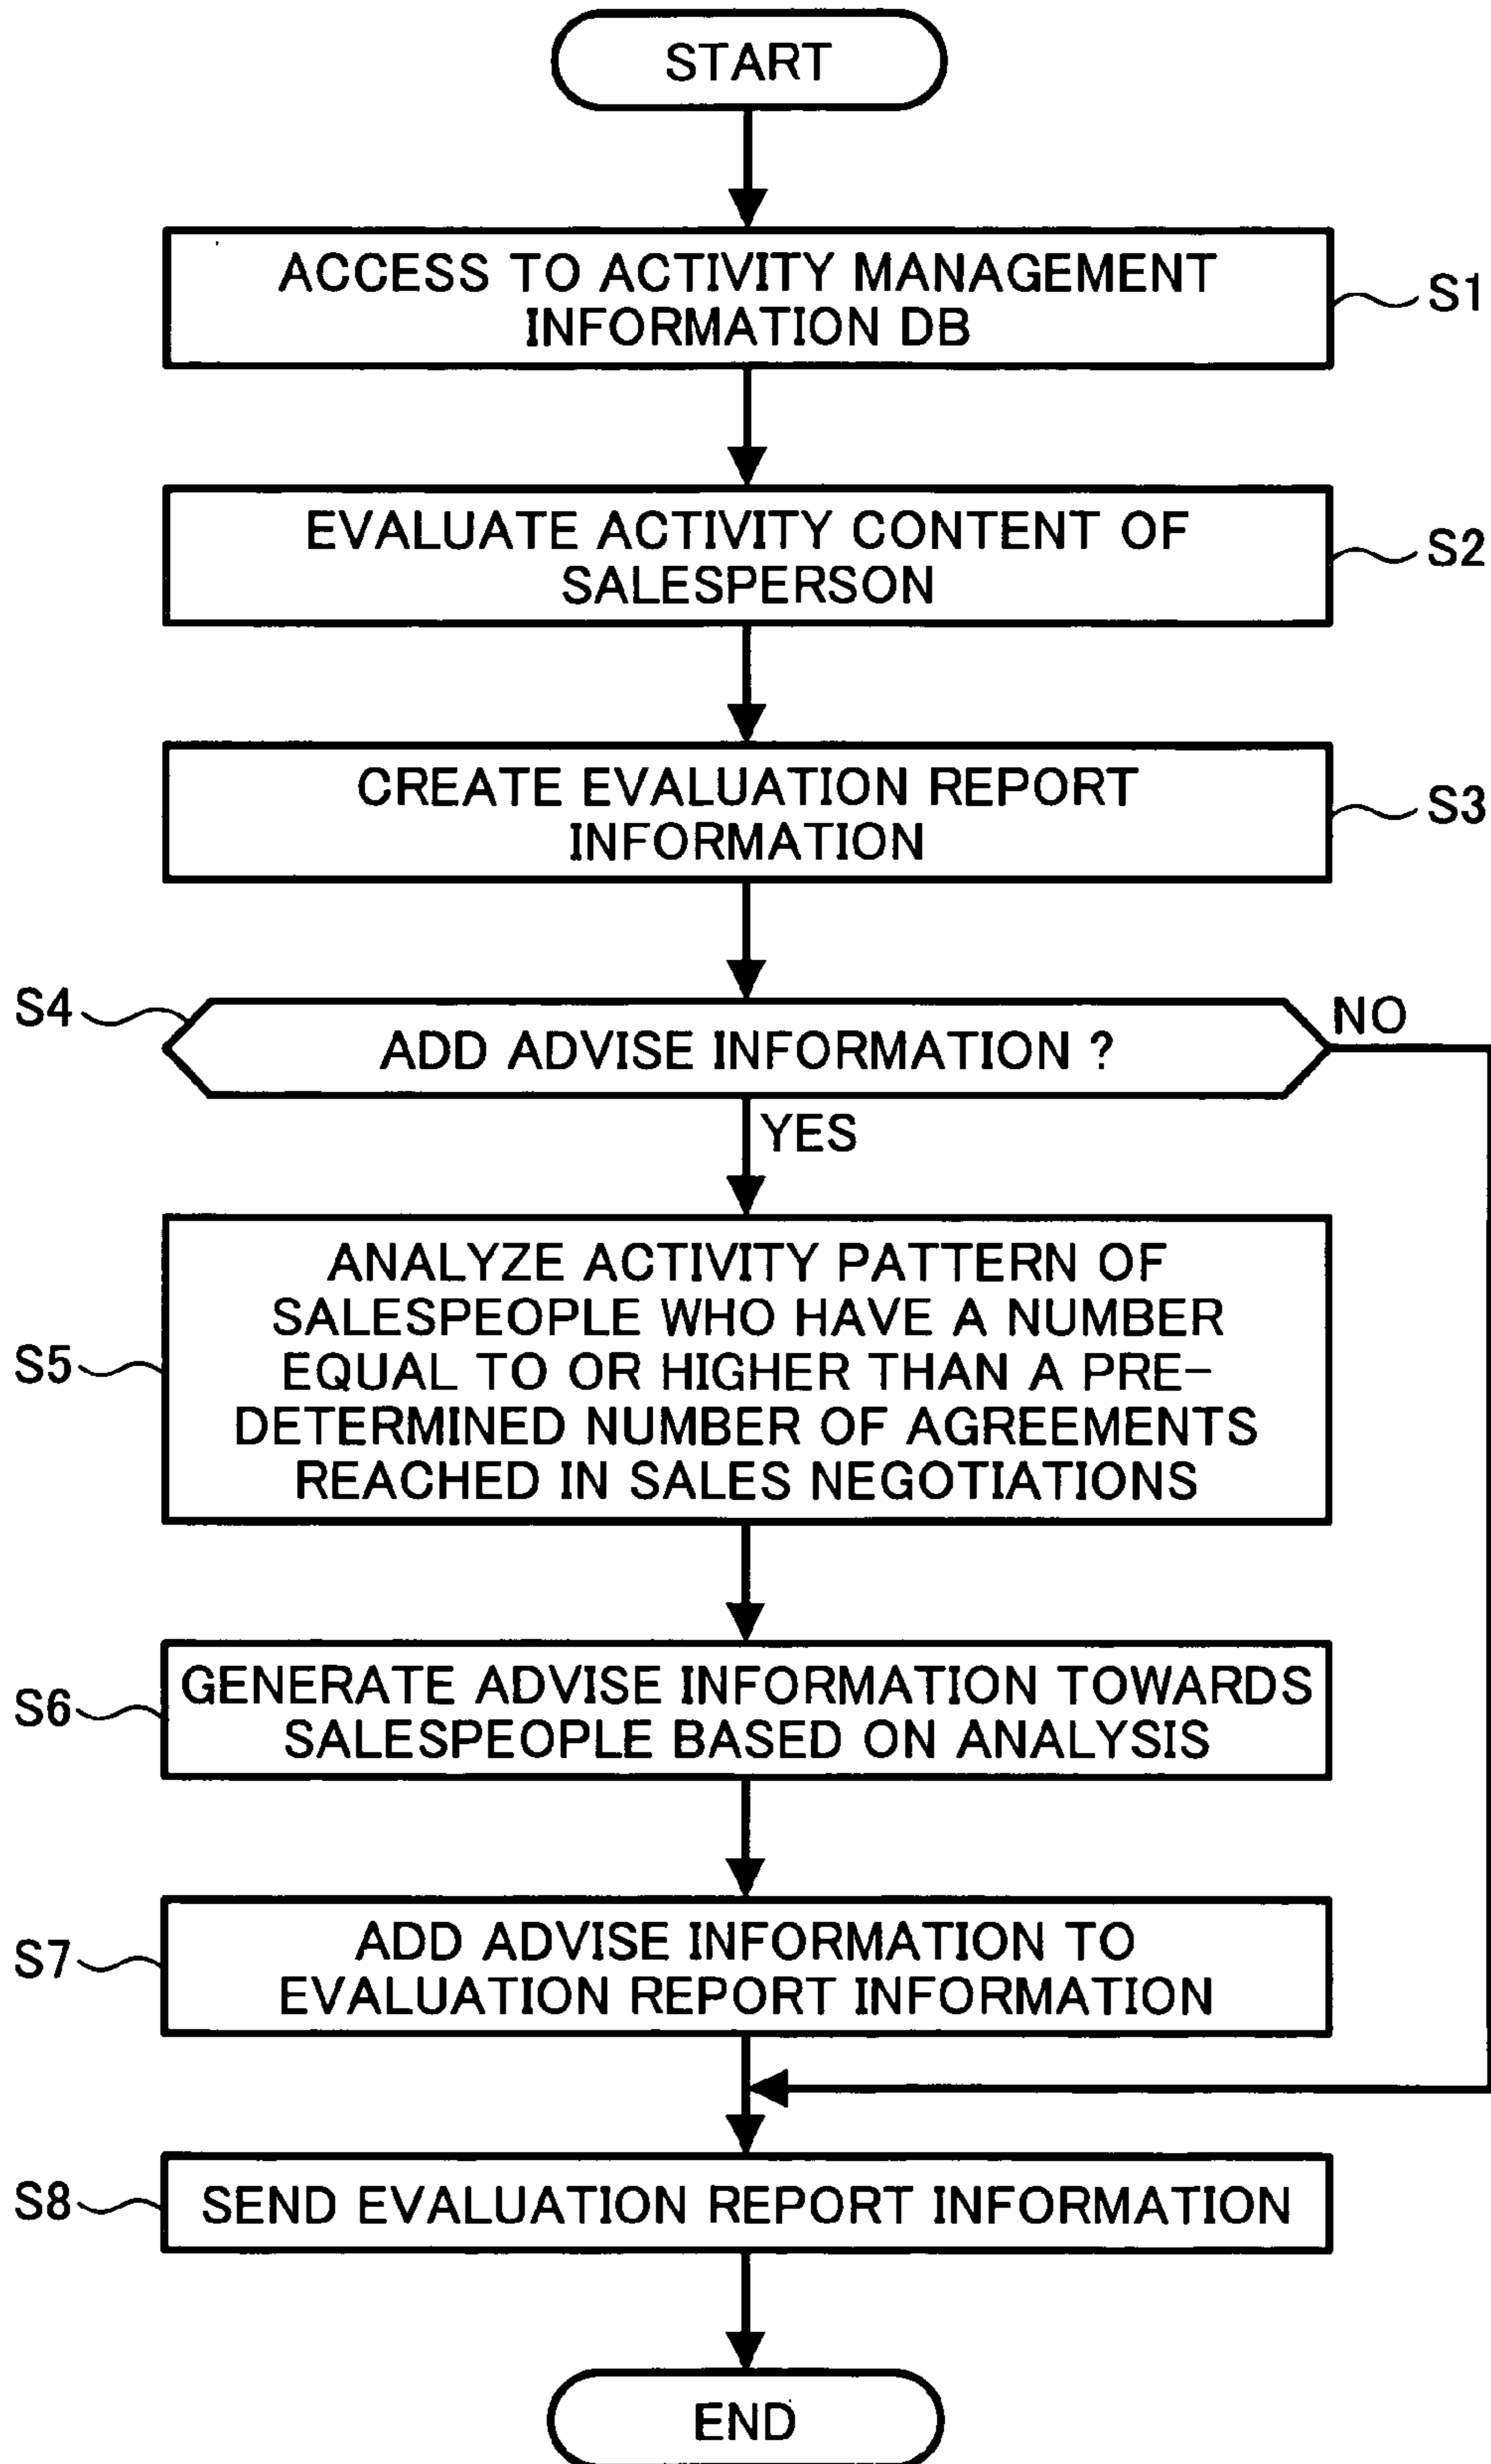 START
ACCESS TO ACTIVITY MANAGEMENT
INFORMATION DB
S1
EVALUATE ACTIVITY CONTENT OF
SALESPERSON
S2
CREATE EVALUATION REPORT
INFORMATION
S3
S4
ADD ADVISE INFORMATION ?
NO
YES
S5
ANALYZE ACTIVITY PATTERN OF
SALESPEOPLE WHO HAVE A NUMBER
EQUAL TO OR HIGHER THAN A PRE-
DETERMINED NUMBER OF AGREEMENTS
REACHED IN SALES NEGOTIATIONS
S6
GENERATE ADVISE INFORMATION TOWARDS
SALESPEOPLE BASED ON ANALYSIS
S7
ADD ADVISE INFORMATION TO
EVALUATION REPORT INFORMATION
S8
SEND EVALUATION REPORT INFORMATION
END